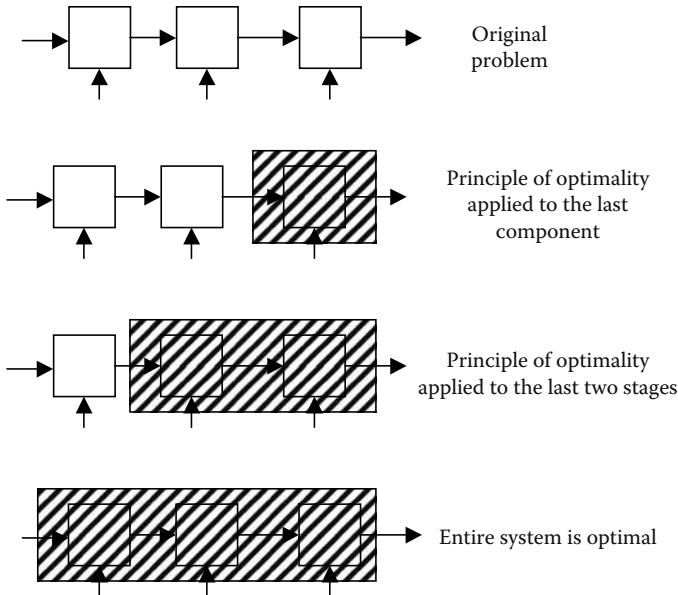 Original
problem
Principle of optimality
applied to the last
component
Principle of optimality
applied to the last two stages
Entire system is optimal